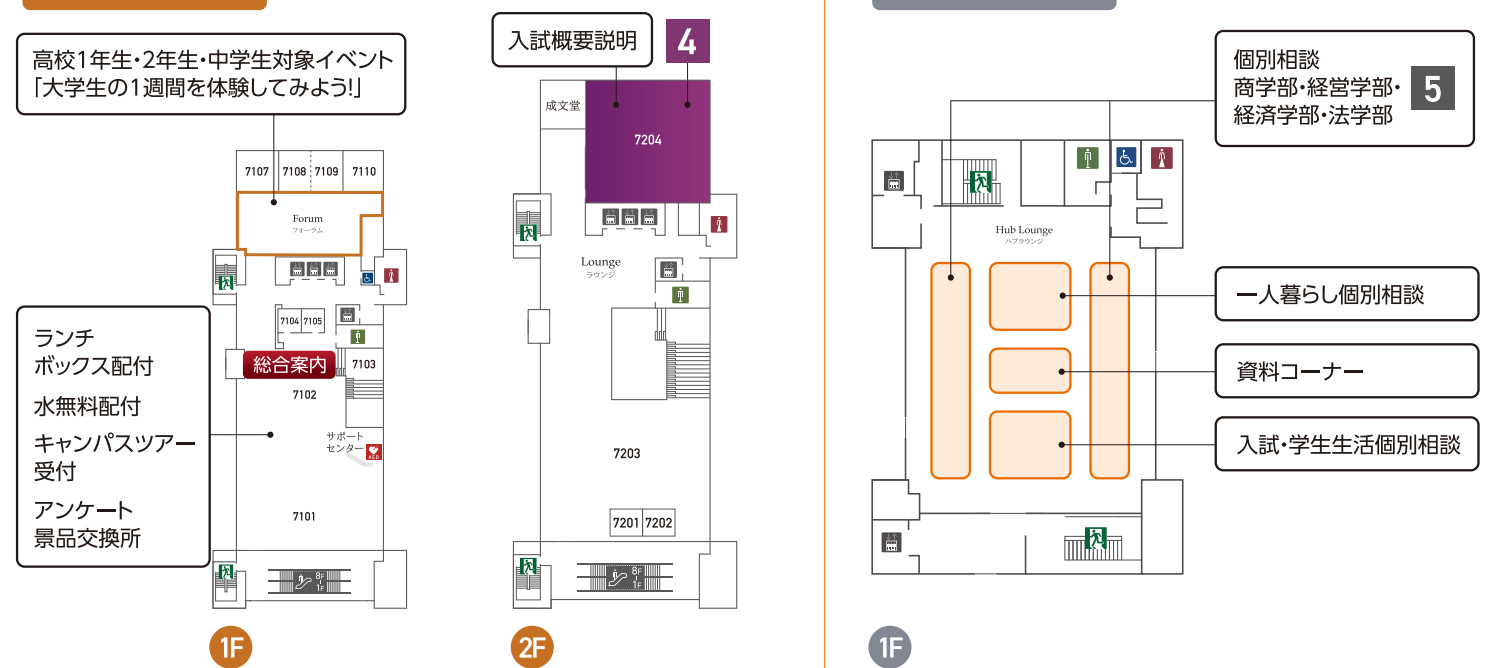 高校1年生・2年生・中学生対象イベント
「大学生の1週間を体験してみよう!」
7107
7108
7109
7110
Forum
フォーラム
7104
7105
総合案内
7103
7102
サポート
センター
AED
7101
8F
1F
ランチ
ボックス配付
水無料配付
キャンパスツアー
受付
アンケート
景品交換所
1F
入試概要説明
4
成文堂
7204
Lounge
ラウンジ
7203
7201
7202
8F
1F
2F
個別相談
商学部・経営学部・
経済学部・法学部
5
Hub Lounge
ハブラウンジ
一人暮らし個別相談
資料コーナー
入試・学生生活個別相談
1F